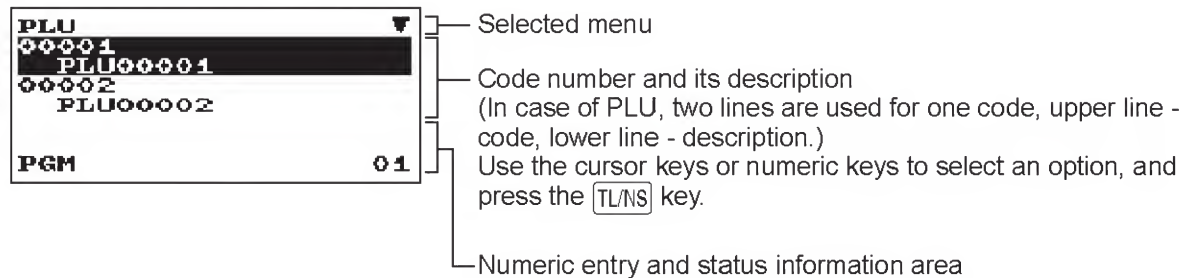 PLU ▼
00001
PLU00001
00002
PLU00002
PGM 01
Selected menu
Code number and its description
(In case of PLU, two lines are used for one code, upper line -
code, lower line - description.)
Use the cursor keys or numeric keys to select an option, and
press the TL/NS key.
Numeric entry and status information area